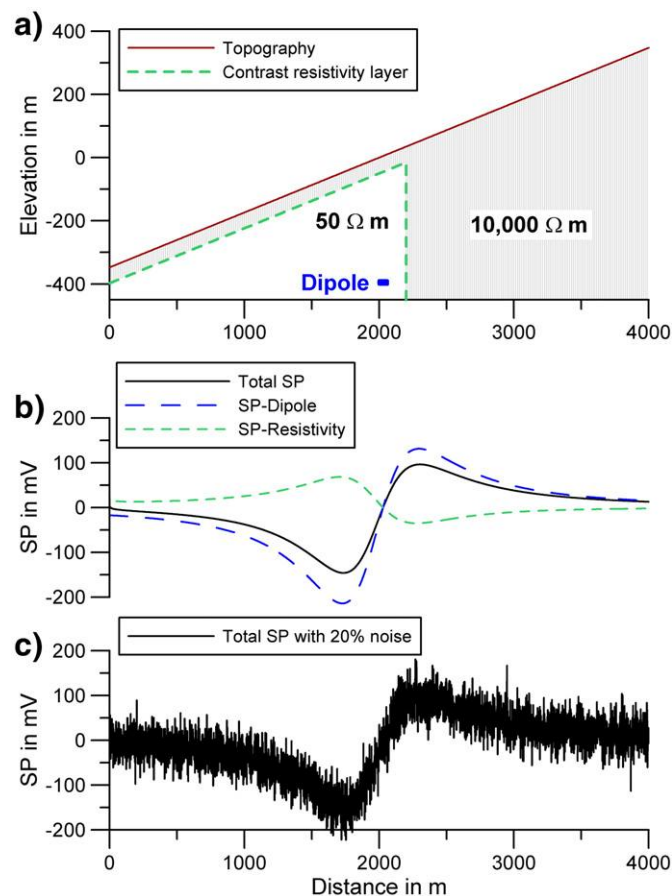 a)
400
200
0
-200
-400
Elevation in m
Topography
Contrast resistivity layer
50 Ω m
10,000 Ω m
Dipole
0
1000
2000
3000
4000
b)
200
100
0
-100
-200
SP in mV
Total SP
SP-Dipole
SP-Resistivity
c)
200
100
0
-100
-200
SP in mV
Total SP with 20% noise
0
1000
2000
3000
4000
Distance in m